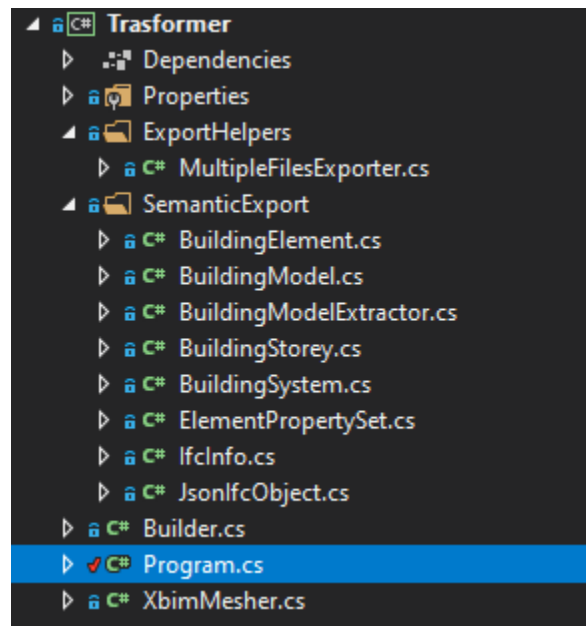 C# Trasformer
Dependencies
Properties
ExportHelpers
C# MultipleFilesExporter.cs
SemanticExport
C# BuildingElement.cs
C# BuildingModel.cs
C# BuildingModelExtractor.cs
C# BuildingStorey.cs
C# BuildingSystem.cs
C# ElementPropertySet.cs
C# IfcInfo.cs
C# JsonIfcObject.cs
C# Builder.cs
C# Program.cs
C# XbimMesher.cs